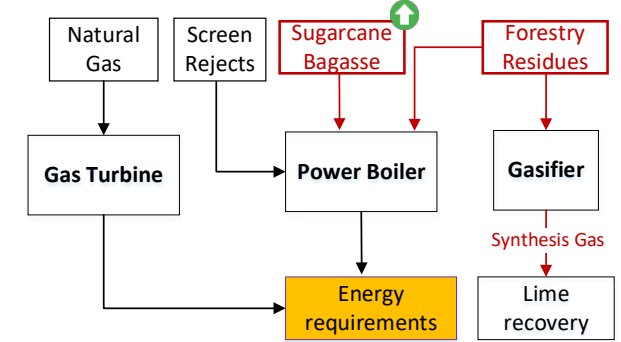 Natural
Gas
Screen
Rejects
Sugarcane
Bagasse
Forestry
Residues
Gas Turbine
Power Boiler
Gasifier
Synthesis Gas
Energy
requirements
Lime
recovery